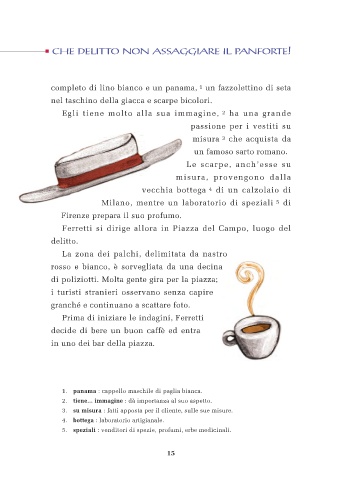 CHE DELITTO NON ASSAGGIARE IL PANFORTE!
completo di lino bianco e un panama, 1 un fazzolettino di seta
nel taschino della giacca e scarpe bicolori.
Egli tiene molto alla sua immagine, 2 ha una grande
passione per i vestiti su
misura 3 che acquista da
un famoso sarto romano.
Le scarpe, anch'esse su
misura, provengono dalla
vecchia bottega 4 di un calzolaio di
Milano, mentre un laboratorio di speziali 5 di
Firenze prepara il suo profumo.
Ferretti si dirige allora in Piazza del Campo, luogo del
delitto.
La zona dei palchi, delimitata da nastro
rosso e bianco, è sorvegliata da una decina
di poliziotti. Molta gente gira per la piazza;
i turisti stranieri osservano senza capire
granché e continuano a scattare foto.
Prima di iniziare le indagini, Ferretti
decide di bere un buon caffè ed entra
in uno dei bar della piazza.
1. panama : cappello maschile di paglia bianca.
2. tiene... immagine : dà importanza al suo aspetto.
3. su misura : fatti apposta per il cliente, sulle sue misure.
4. bottega : laboratorio artigianale.
5. speziali : venditori di spezie, profumi, erbe medicinali.
15